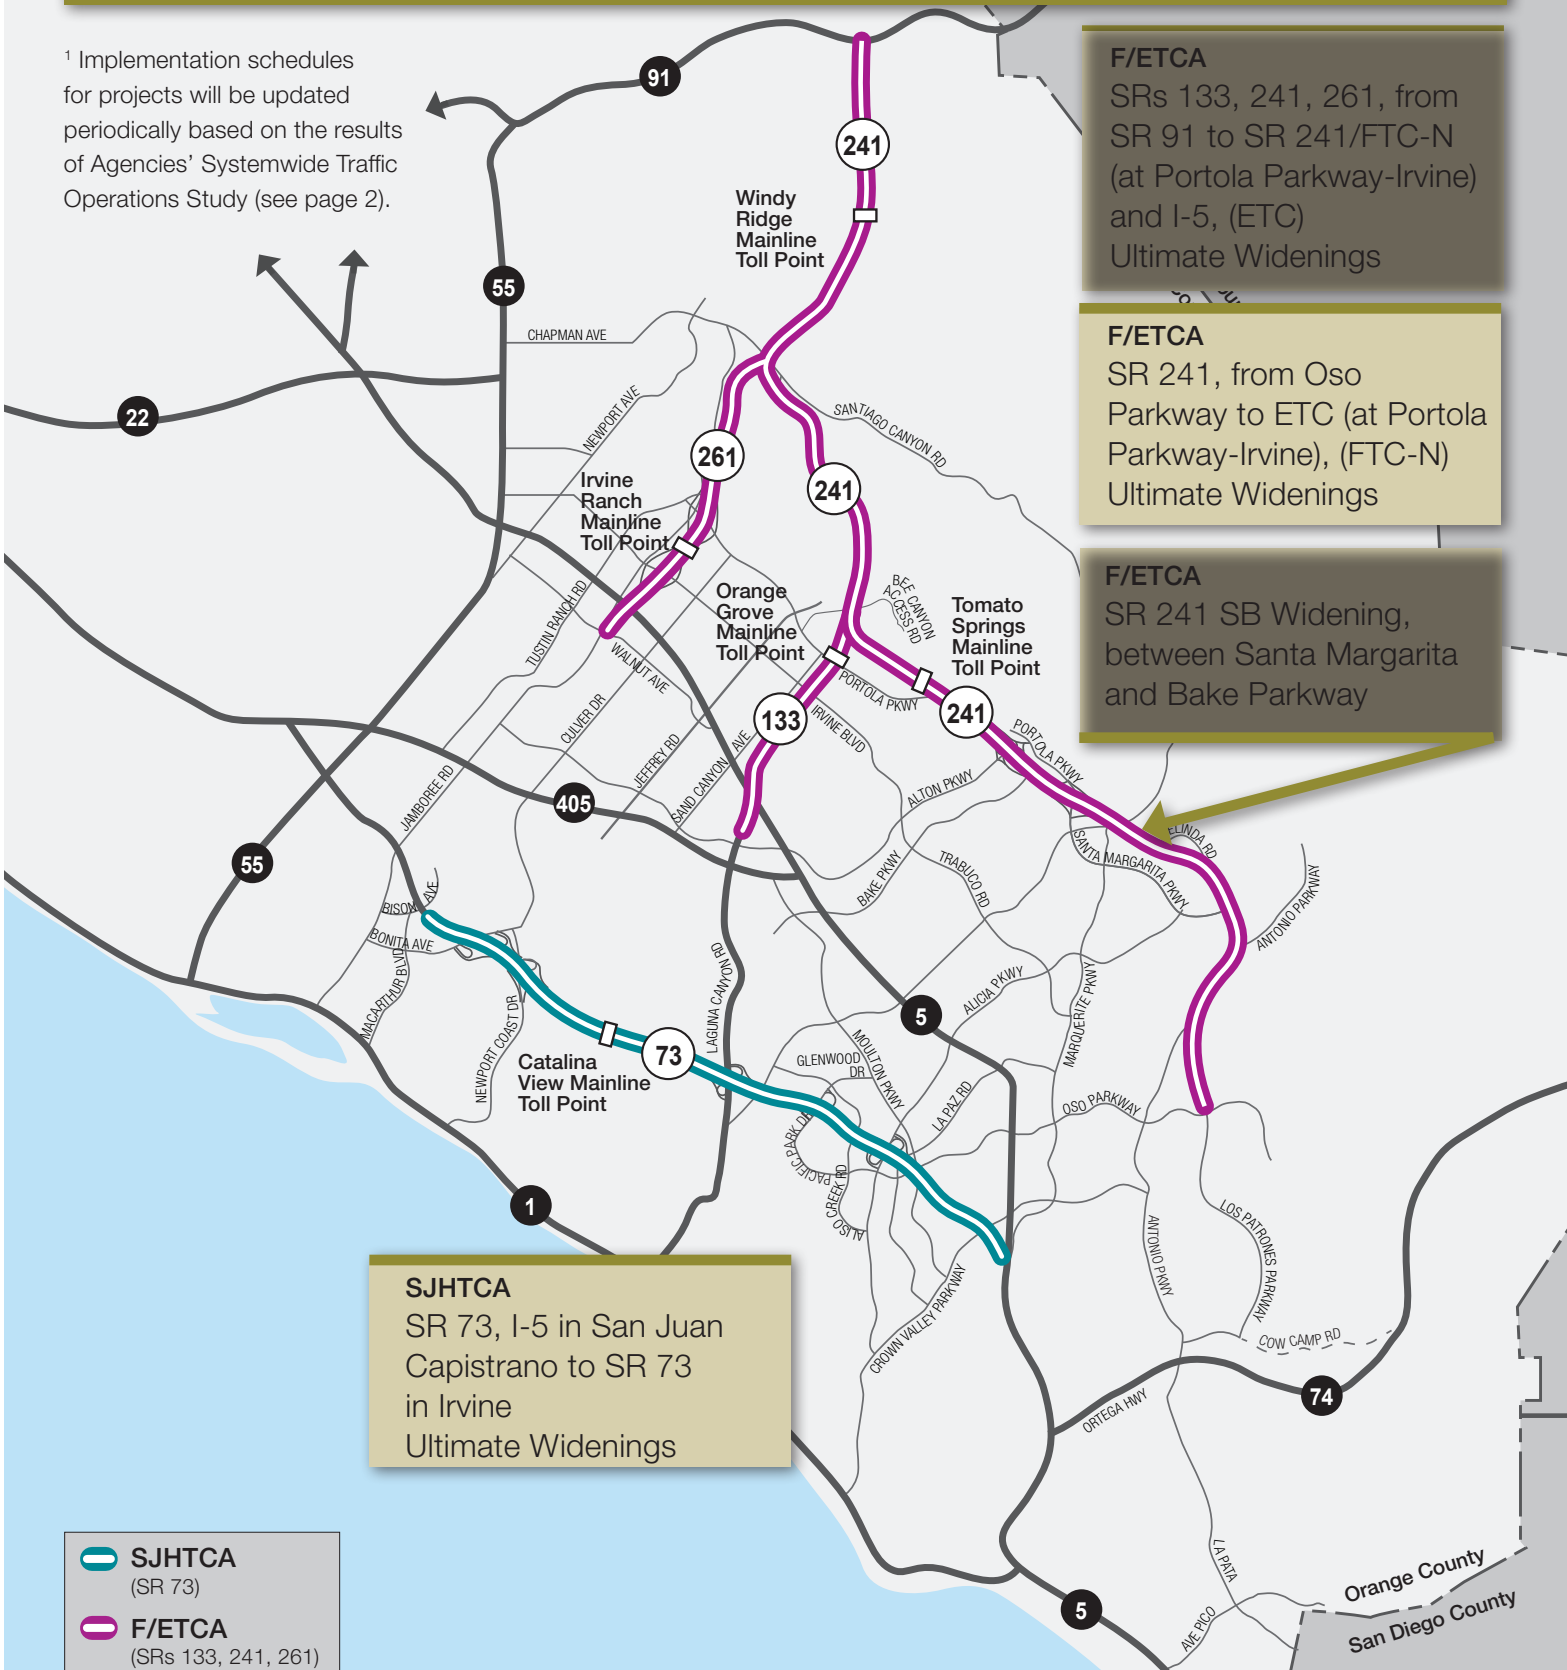 ¹ Implementation schedules
for projects will be updated
periodically based on the results
of Agencies’ Systemwide Traffic
Operations Study (see page 2).
F/ETCA
SRs 133, 241, 261, from
SR 91 to SR 241/FTC-N
(at Portola Parkway-Irvine)
and I-5, (ETC)
Ultimate Widenings
F/ETCA
SR 241, from Oso
Parkway to ETC (at Portola
Parkway-Irvine), (FTC-N)
Ultimate Widenings
F/ETCA
SR 241 SB Widening,
between Santa Margarita
and Bake Parkway
91
241
Windy
Ridge
Mainline
Toll Point
55
CHAPMAN AVE
22
NEWPORT AVE
SANTIAGO CANYON RD
261
241
Irvine
Ranch
Mainline
Toll Point
TUSTIN RANCH RD
Orange
Grove
Mainline
Toll Point
BEE CANYON
ACCESS RD
Tomato
Springs
Mainline
Toll Point
WALNUT AVE
PORTOLA PKWY
133
241
IRVINE BLVD
CULVER DR
JEFFREY RD
SAND CANYON AVE
PORTOLA PKWY
ALTON PKWY
JAMBOREE RD
405
55
BAKE PKWY
TRABUCO RD
SANTA MARGARITA PKWY
ELINDA RD
ANTONIO PARKWAY
BISON AVE
BONITA AVE
MACARTHUR BLVD
NEWPORT COAST DR
LAGUNA CANYON RD
ALICIA PKWY
MARQUERITE PKWY
5
73
Catalina
View Mainline
Toll Point
GLENWOOD
DR
MOULTON PKWY
LA PAZ RD
OSO PARKWAY
PACIFIC PARK DR
ALISO CREEK RD
1
CROWN VALLEY PARKWAY
ANTONIO PKWY
LOS PATRONES PARKWAY
COW CAMP RD
74
ORTEGA HWY
SJHTCA
SR 73, I-5 in San Juan
Capistrano to SR 73
in Irvine
Ultimate Widenings
LA PATA
AVE PICO
5
Orange County
San Diego County
SJHTCA
(SR 73)
F/ETCA
(SRs 133, 241, 261)